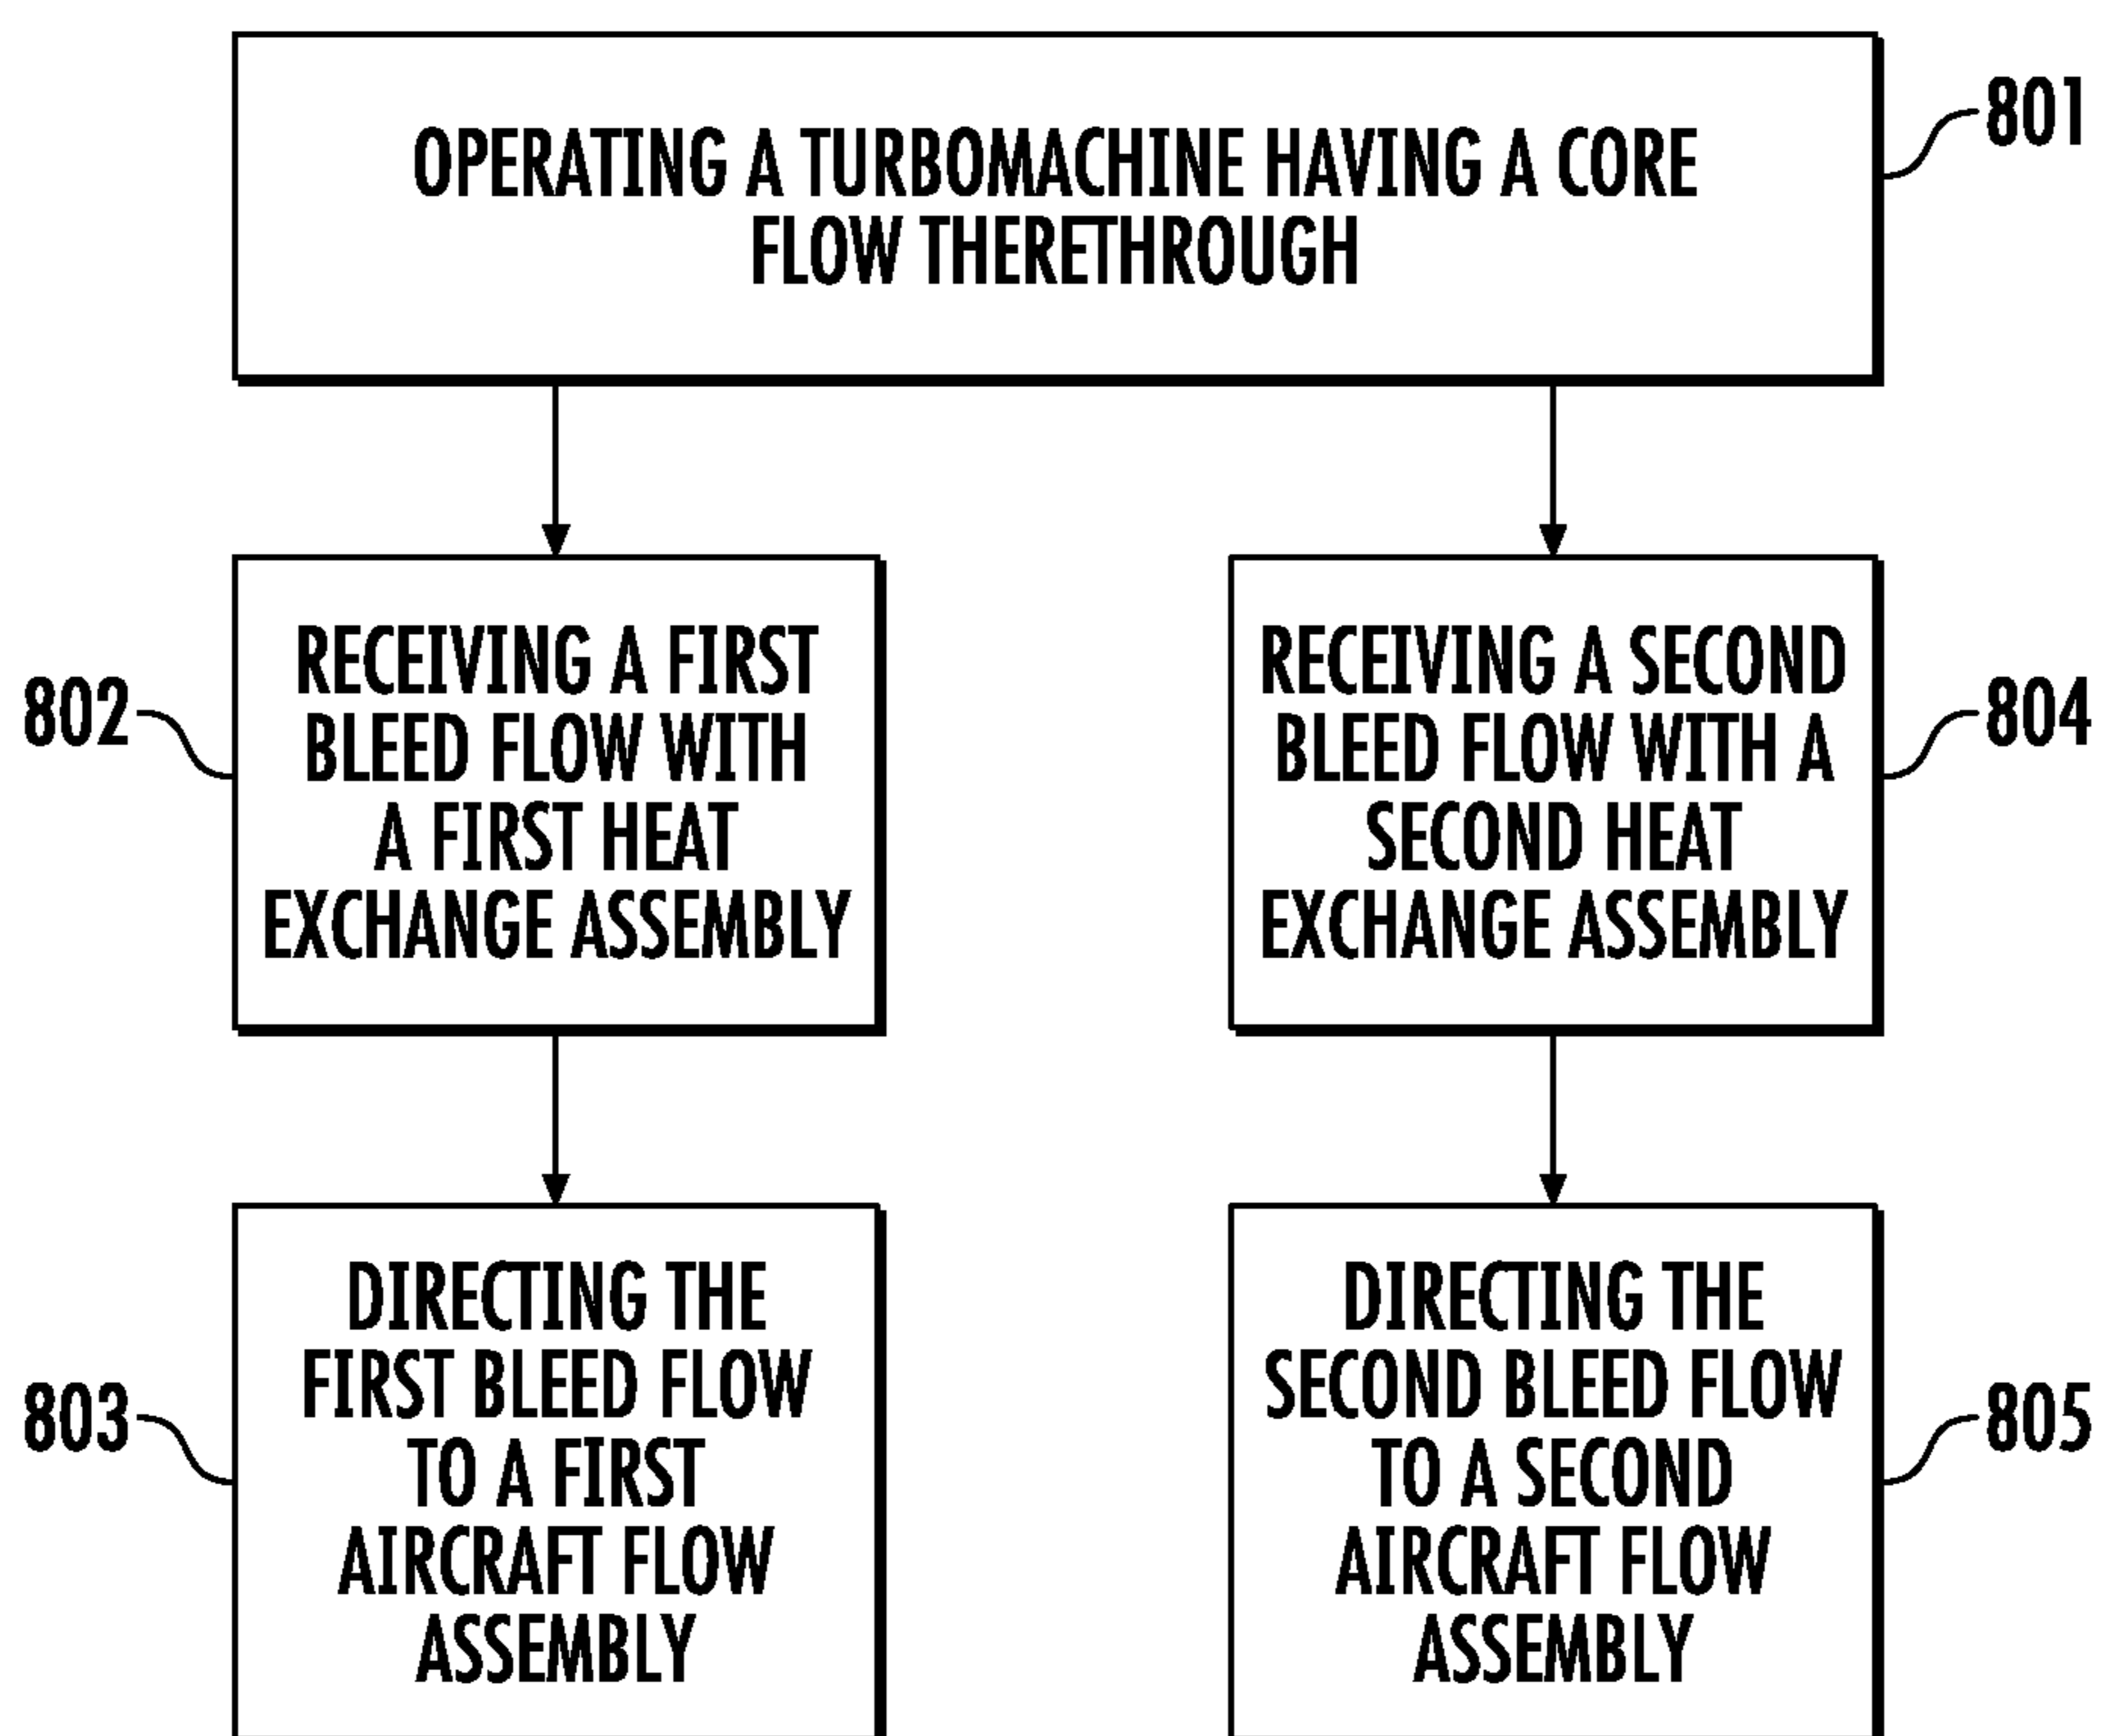 OPERATING A TURBOMACHINE HAVING A CORE
FLOW THERETHROUGH
801
RECEIVING A FIRST
BLEED FLOW WITH
A FIRST HEAT
EXCHANGE ASSEMBLY
802
RECEIVING A SECOND
BLEED FLOW WITH A
SECOND HEAT
EXCHANGE ASSEMBLY
804
DIRECTING THE
FIRST BLEED FLOW
TO A FIRST
AIRCRAFT FLOW
ASSEMBLY
803
DIRECTING THE
SECOND BLEED FLOW
TO A SECOND
AIRCRAFT FLOW
ASSEMBLY
805